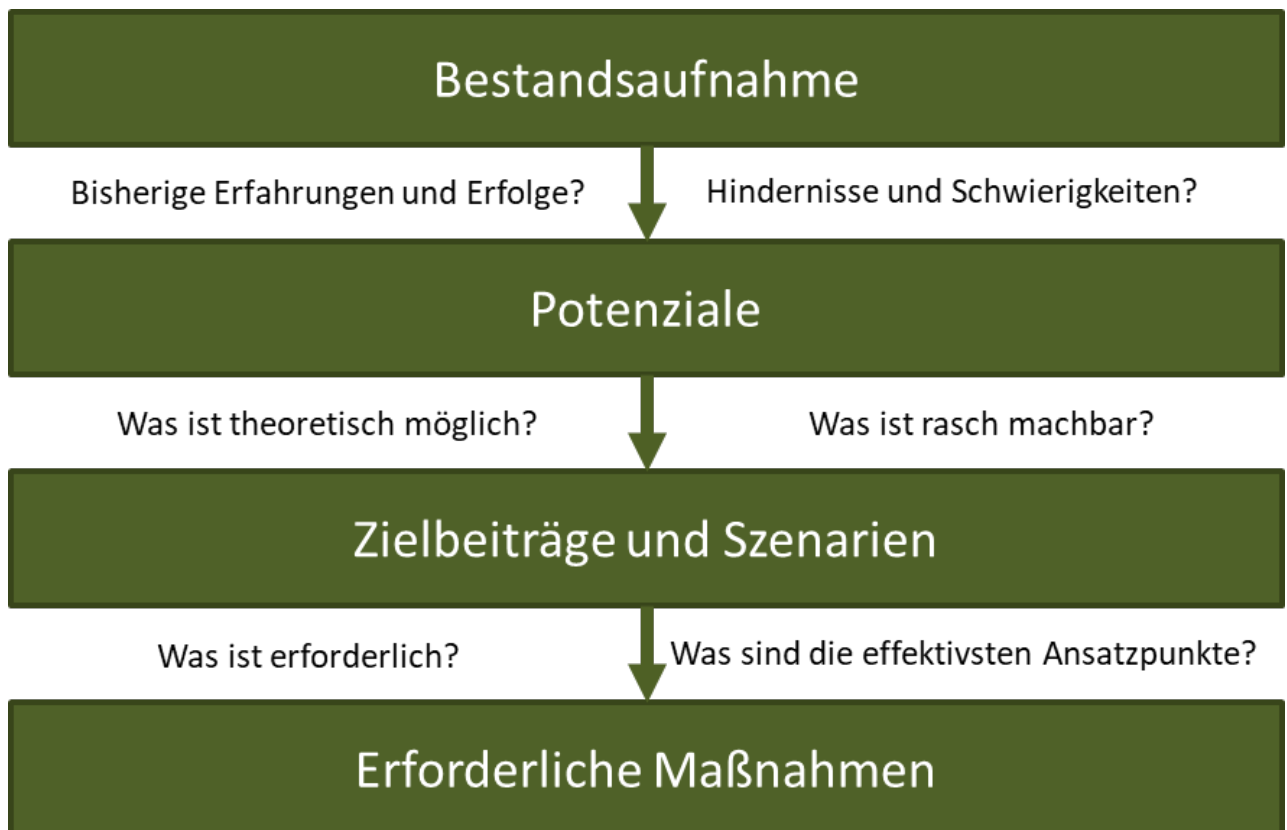 Bestandsaufnahme
Bisherige Erfahrungen und Erfolge?
Hindernisse und Schwierigkeiten?
Potenziale
Was ist theoretisch möglich?
Was ist rasch machbar?
Zielbeiträge und Szenarien
Was ist erforderlich?
Was sind die effektivsten Ansatzpunkte?
Erforderliche Maßnahmen